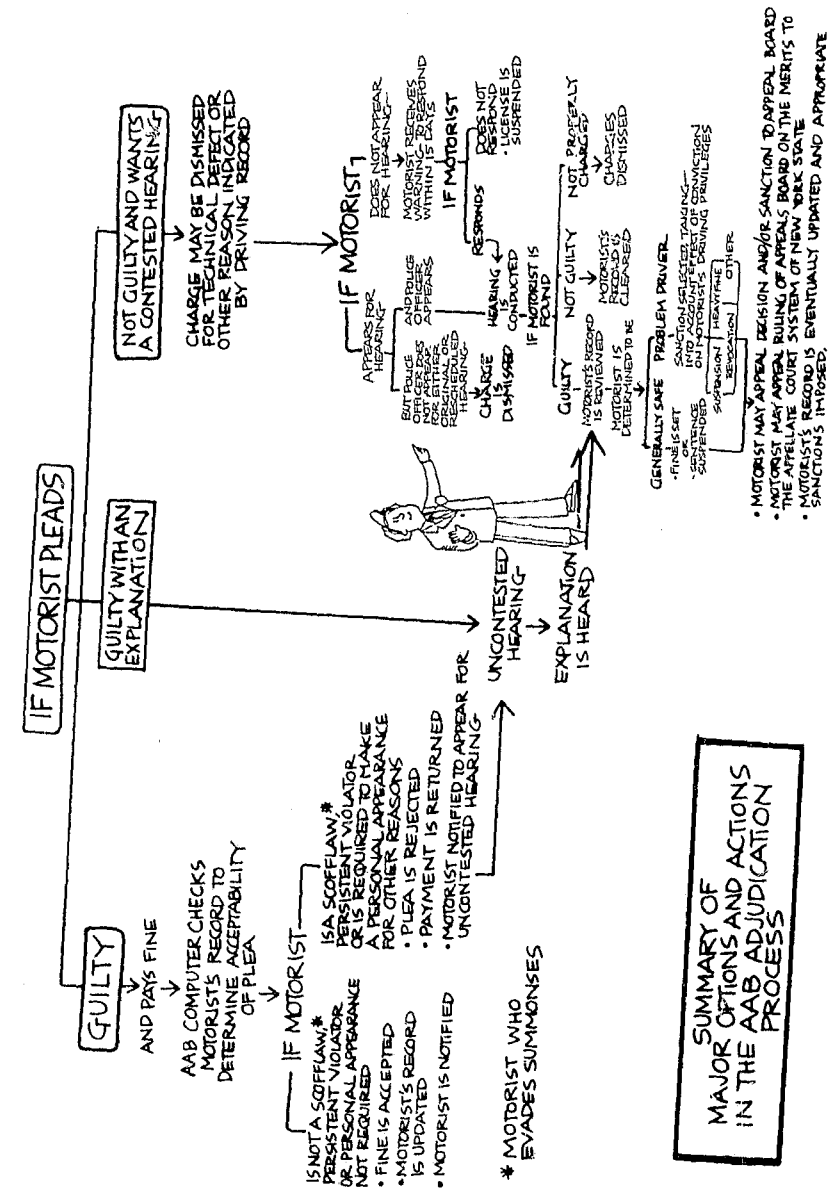 IF MOTORIST PLEADS
GUILTY
AND PAYS FINE
AAB COMPUTER CHECKS
MOTORIST'S RECORD TO
DETERMINE ACCEPTABILITY
OF PLEA
IF MOTORIST
IS NOT A SCOFFLAW,*
PERSISTENT VIOLATOR
OR PERSONAL APPEARANCE
NOT REQUIRED
• FINE IS ACCEPTED
• MOTORIST'S RECORD
IS UPDATED
• MOTORIST IS NOTIFIED
IS A SCOFFLAW,*
PERSISTENT VIOLATOR
OR IS REQUIRED TO MAKE
A PERSONAL APPEARANCE
FOR OTHER REASONS
• PLEA IS REJECTED
• PAYMENT IS RETURNED
• MOTORIST NOTIFIED TO APPEAR FOR
UNCONTESTED HEARING
* MOTORIST WHO
EVADES SUMMONSES
GUILTY WITH AN
EXPLANATION
UNCONTESTED
HEARING
EXPLANATION
IS HEARD
NOT GUILTY AND WANTS
A CONTESTED HEARING
CHARGE MAY BE DISMISSED
FOR TECHNICAL DEFECT OR
OTHER REASON INDICATED
BY DRIVING RECORD
IF MOTORIST
APPEARS FOR
HEARING
BUT POLICE
OFFICER DOES
NOT APPEAR
FOR EITHER
ORIGINAL OR
RESCHEDULED
HEARING
CHARGE
IS
DISMISSED
AND POLICE
OFFICER
APPEARS
HEARING
IS
CONDUCTED
DOES NOT APPEAR
FOR HEARING
MOTORIST RECEIVES
WARNING TO RESPOND
WITHIN 15 DAYS
IF MOTORIST
RESPONDS
DOES NOT
RESPOND
• LICENSE IS
SUSPENDED
IF MOTORIST IS
FOUND
GUILTY
MOTORIST'S RECORD
IS REVIEWED
MOTORIST IS
DETERMINED TO BE
NOT GUILTY
MOTORIST'S
RECORD IS
CLEARED
NOT PROPERLY
CHARGED
CHARGES
DISMISSED
GENERALLY SAFE
• FINE IS SET
OR
• SENTENCE
SUSPENDED
PROBLEM DRIVER
SANCTION SELECTED, TAKING
INTO ACCOUNT EFFECT OF CONVICTION
ON MOTORIST'S DRIVING PRIVILEGES
SUSPENSION
HEAVY FINE
REVOCATION
OTHER
• MOTORIST MAY APPEAL DECISION AND/OR SANCTION TO APPEAL BOARD
• MOTORIST MAY APPEAL RULING OF APPEALS BOARD ON THE MERITS TO
THE APPELLATE COURT SYSTEM OF NEW YORK STATE
• MOTORIST'S RECORD IS EVENTUALLY UPDATED AND APPROPRIATE
SANCTIONS IMPOSED.
SUMMARY OF
MAJOR OPTIONS AND ACTIONS
IN THE AAB ADJUDICATION
PROCESS